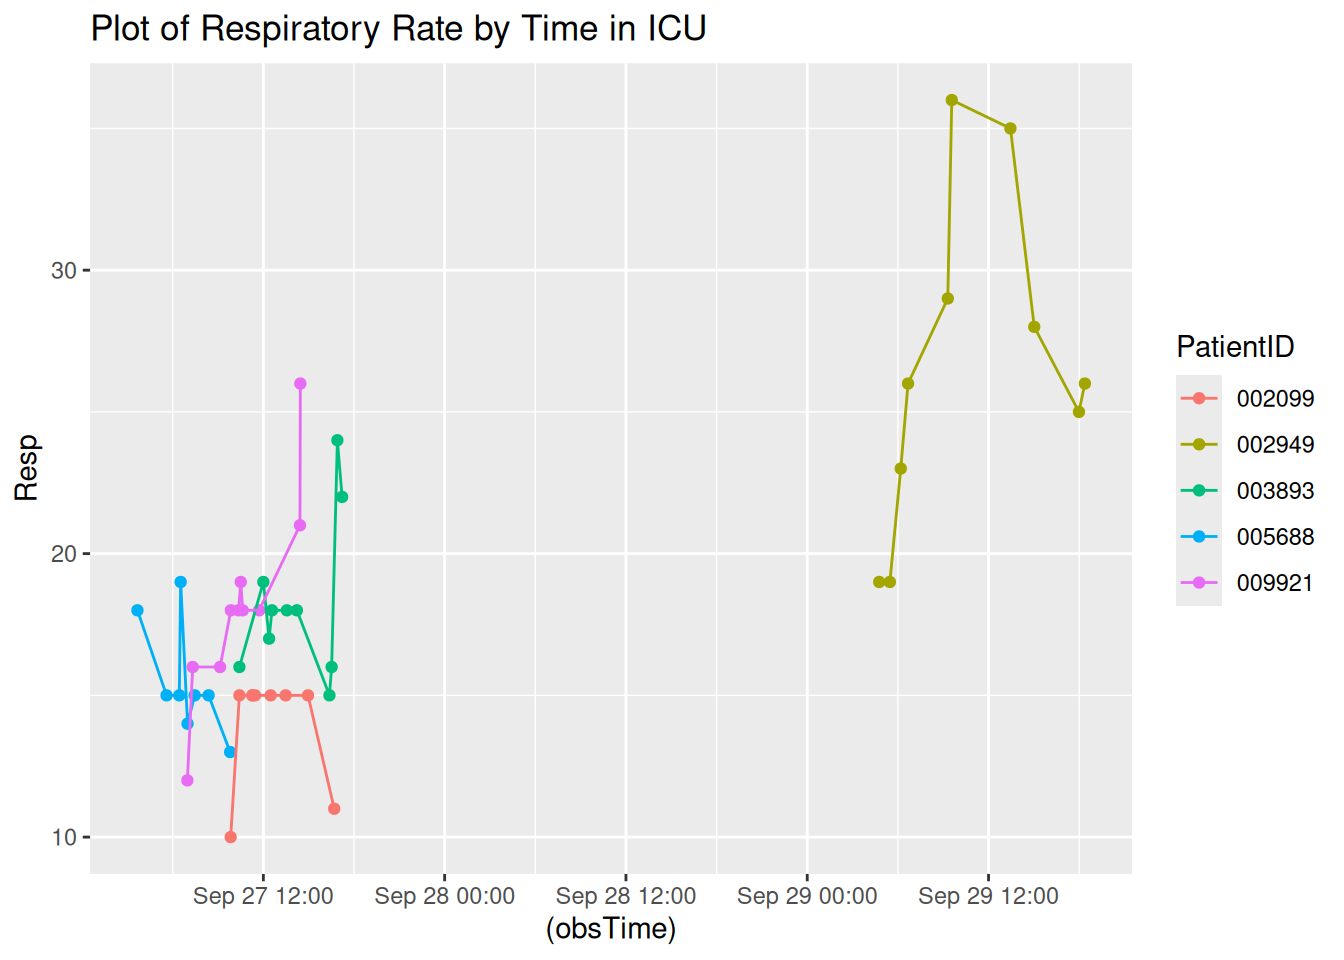 Plot of Respiratory Rate by Time in ICU
Resp
30
20
10
Sep 27 12:00
Sep 28 00:00
Sep 28 12:00
Sep 29 00:00
Sep 29 12:00
(obsTime)
PatientID
002099
002949
003893
005688
009921